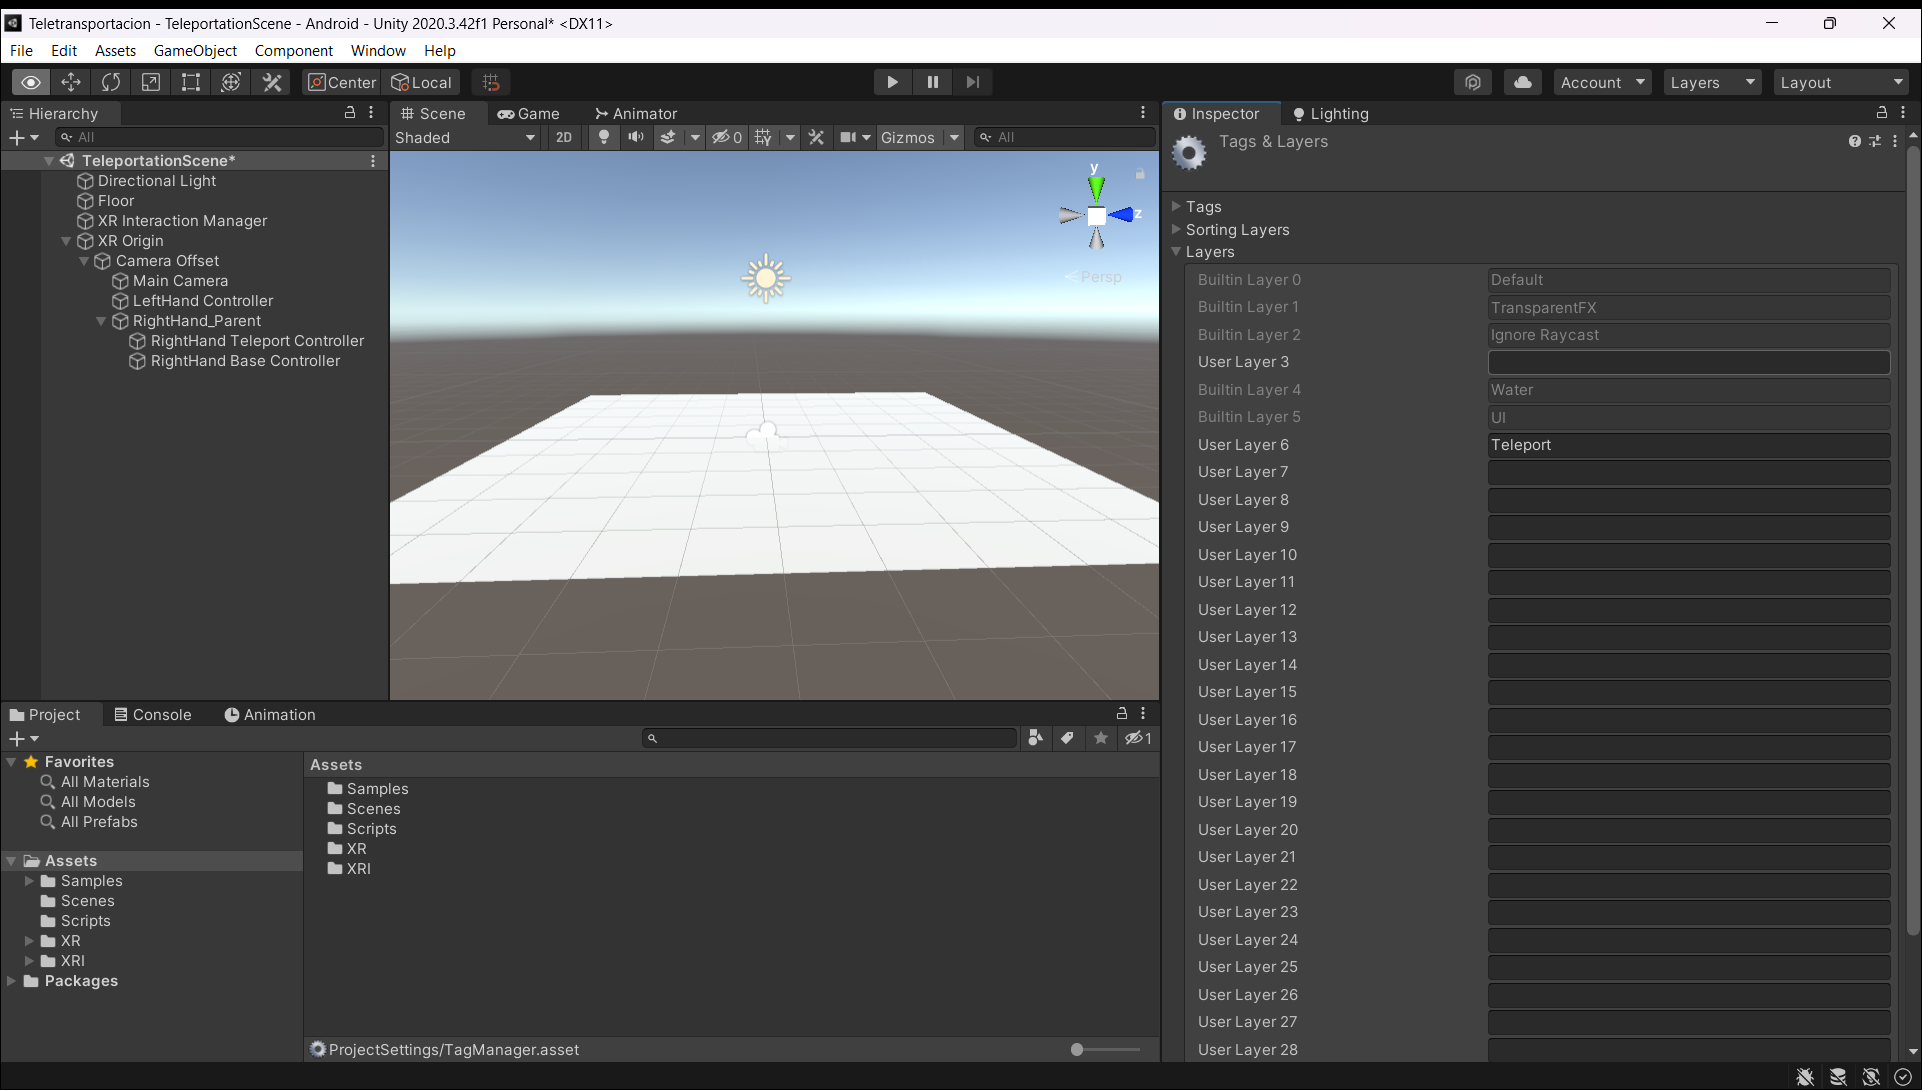 Teletransportacion - TeleportationScene - Android - Unity 2020.3.42f1 Personal* <DX11>
File Edit Assets GameObject Component Window Help
Center Local Account Layers Layout
Hierarchy
All
TeleportationScene*
Directional Light
Floor
XR Interaction Manager
XR Origin
Camera Offset
Main Camera
LeftHand Controller
RightHand_Parent
RightHand Teleport Controller
RightHand Base Controller
Scene Game Animator
Shaded 2D 0 Gizmos All
y
z
Persp
Inspector Lighting
Tags & Layers
Tags
Sorting Layers
Layers
Builtin Layer 0 Default
Builtin Layer 1 TransparentFX
Builtin Layer 2 Ignore Raycast
User Layer 3
Builtin Layer 4 Water
Builtin Layer 5 UI
User Layer 6 Teleport
User Layer 7
User Layer 8
User Layer 9
User Layer 10
User Layer 11
User Layer 12
User Layer 13
User Layer 14
User Layer 15
User Layer 16
User Layer 17
User Layer 18
User Layer 19
User Layer 20
User Layer 21
User Layer 22
User Layer 23
User Layer 24
User Layer 25
User Layer 26
User Layer 27
User Layer 28
Project Console Animation
1
Favorites
All Materials
All Models
All Prefabs
Assets
Samples
Scenes
Scripts
XR
XRI
Packages
Assets
Samples
Scenes
Scripts
XR
XRI
ProjectSettings/TagManager.asset